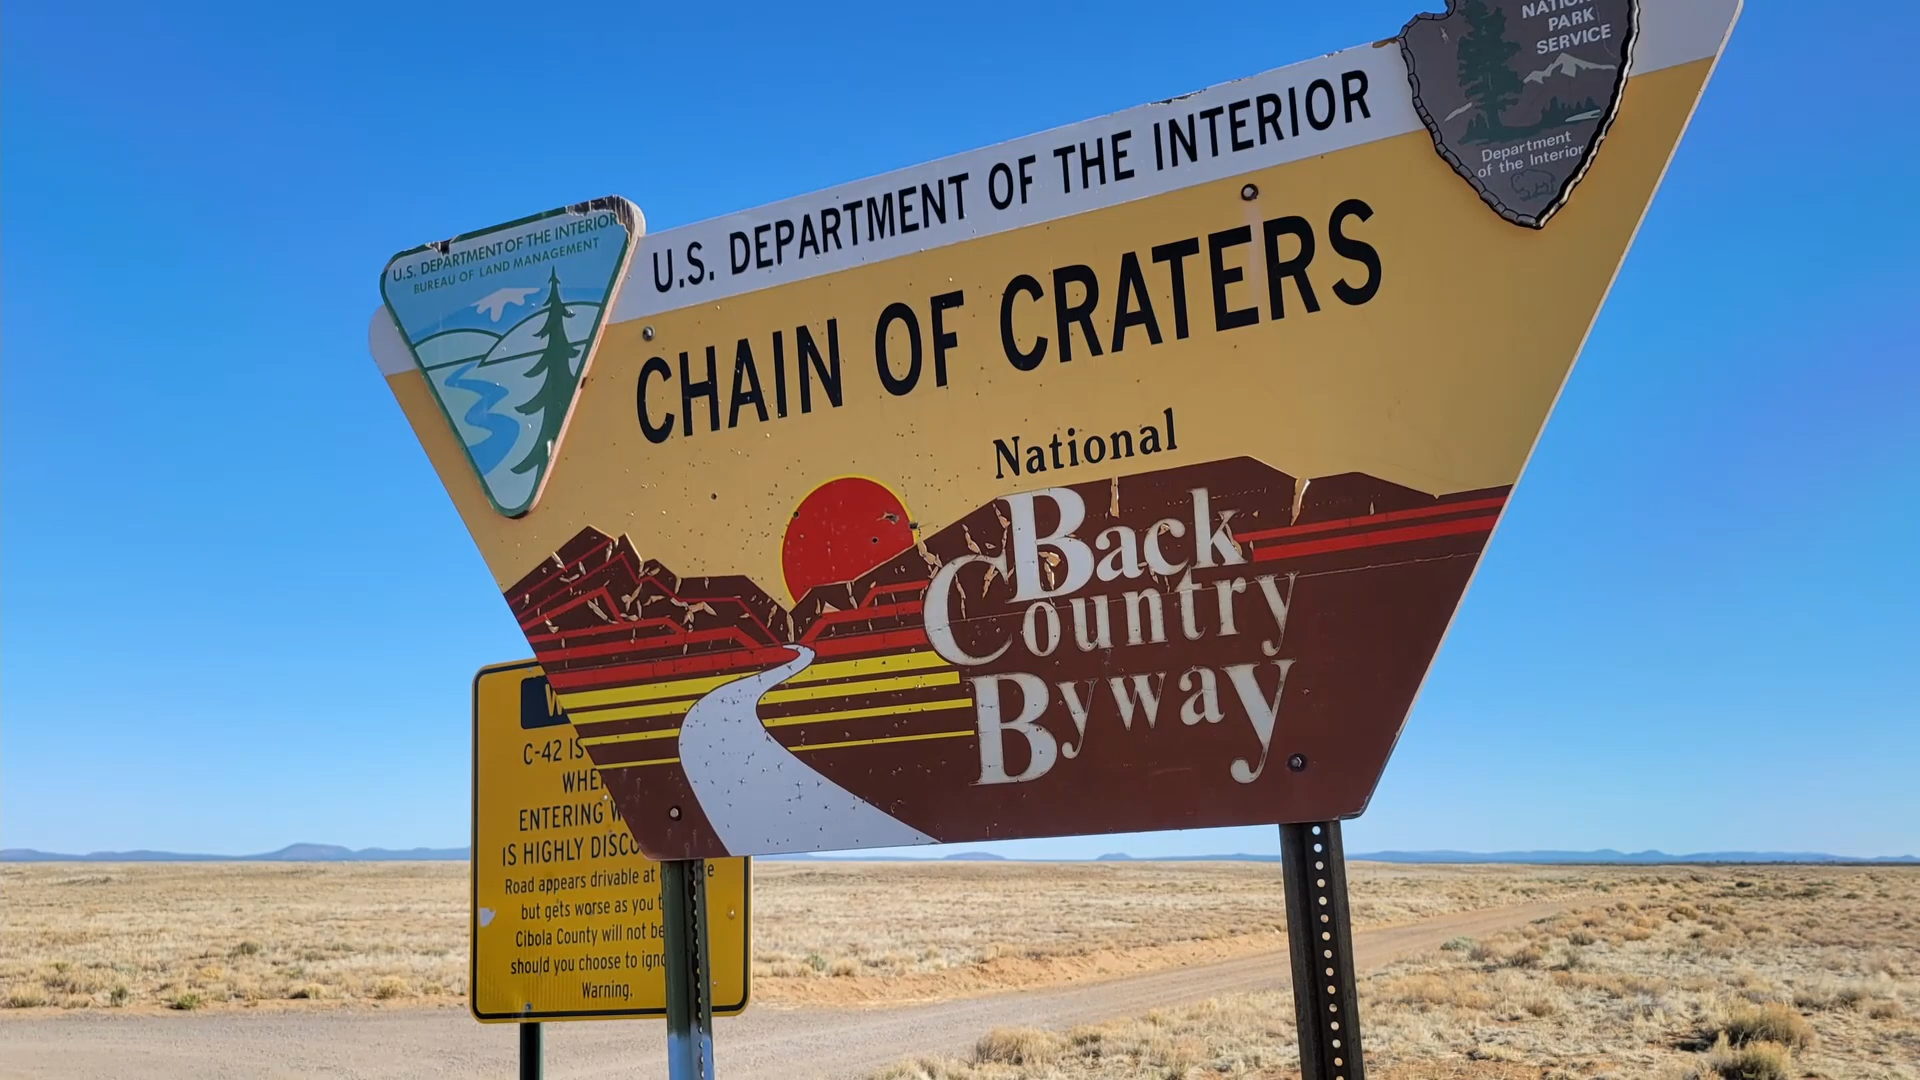 NATIONAL
PARK
SERVICE
Department
of the Interior
U.S. DEPARTMENT OF THE INTERIOR
BUREAU OF LAND MANAGEMENT
U.S. DEPARTMENT OF THE INTERIOR
CHAIN OF CRATERS
National
Back
Country
Byway
C-42 IS
ENTERING
IS HIGHLY
Road appears drivable at
but gets worse as you
Cibola County will not be
should you choose to
Warning.